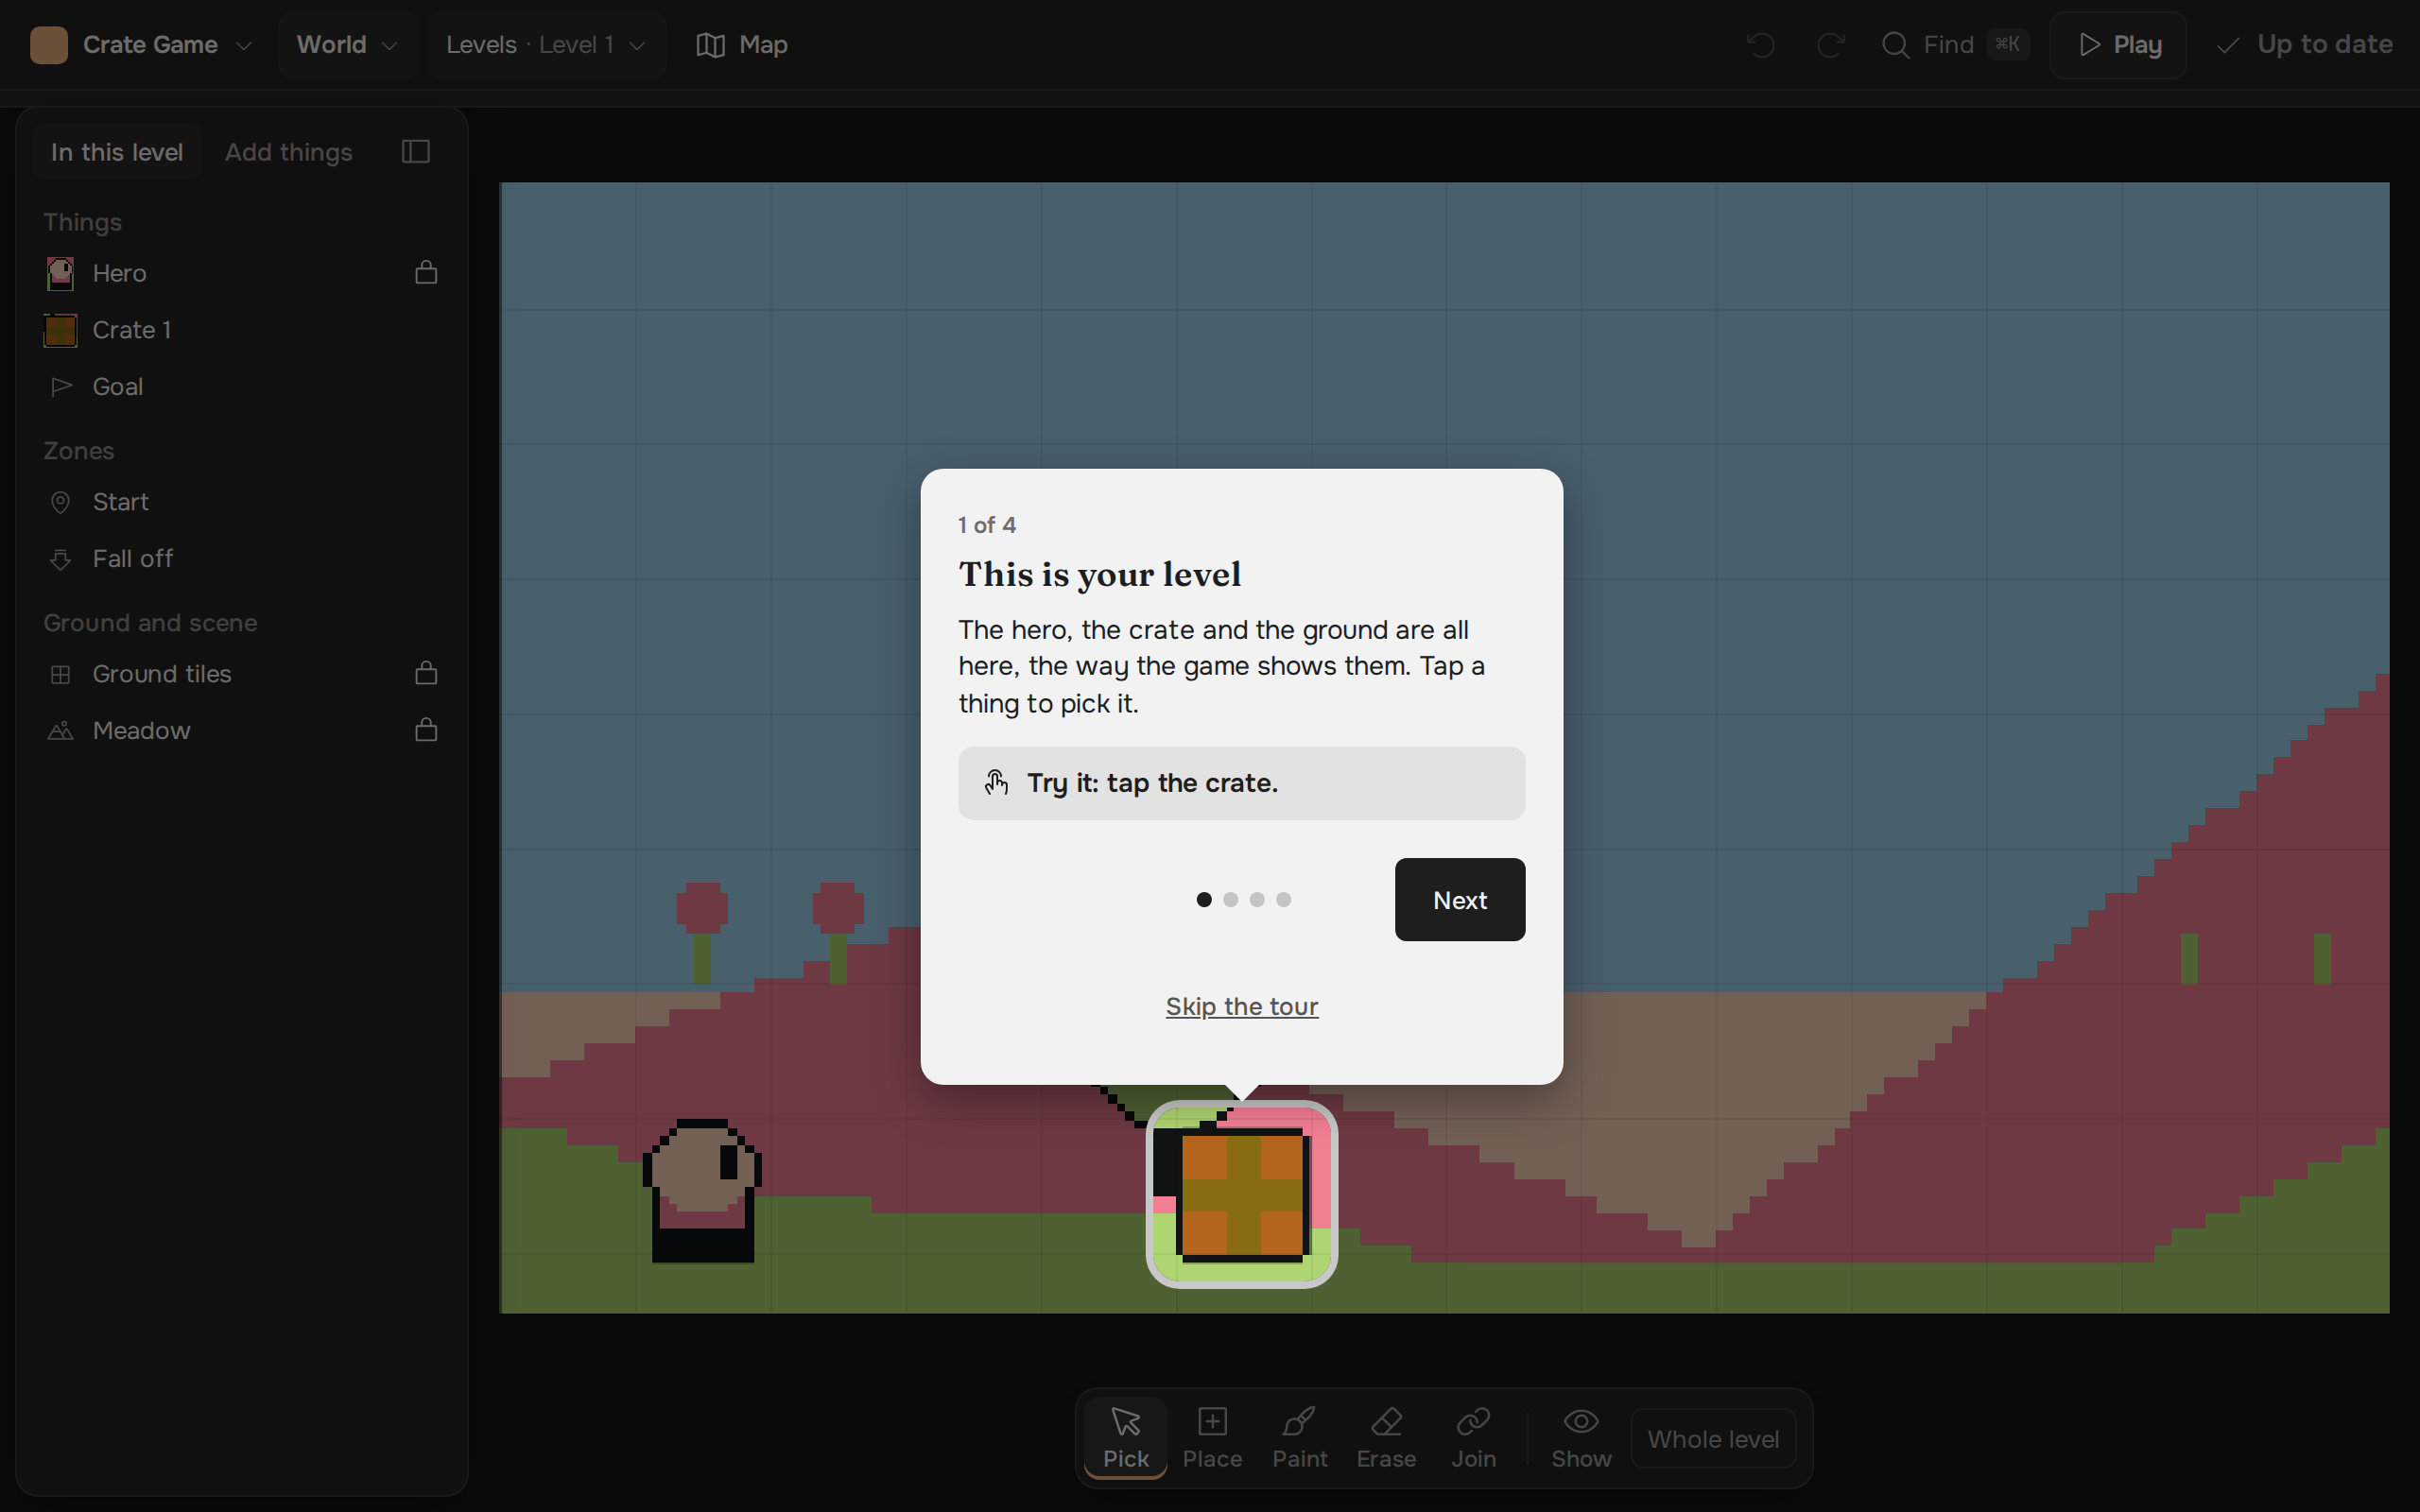 Crate Game
World
Levels · Level 1
Map
Find ⌘K
Play
Up to date
In this level
Add things
Things
Hero
Crate 1
Goal
Zones
Start
Fall off
Ground and scene
Ground tiles
Meadow
1 of 4
This is your level
The hero, the crate and the ground are all
here, the way the game shows them. Tap a
thing to pick it.
Try it: tap the crate.
Next
Skip the tour
Pick
Place
Paint
Erase
Join
Show
Whole level